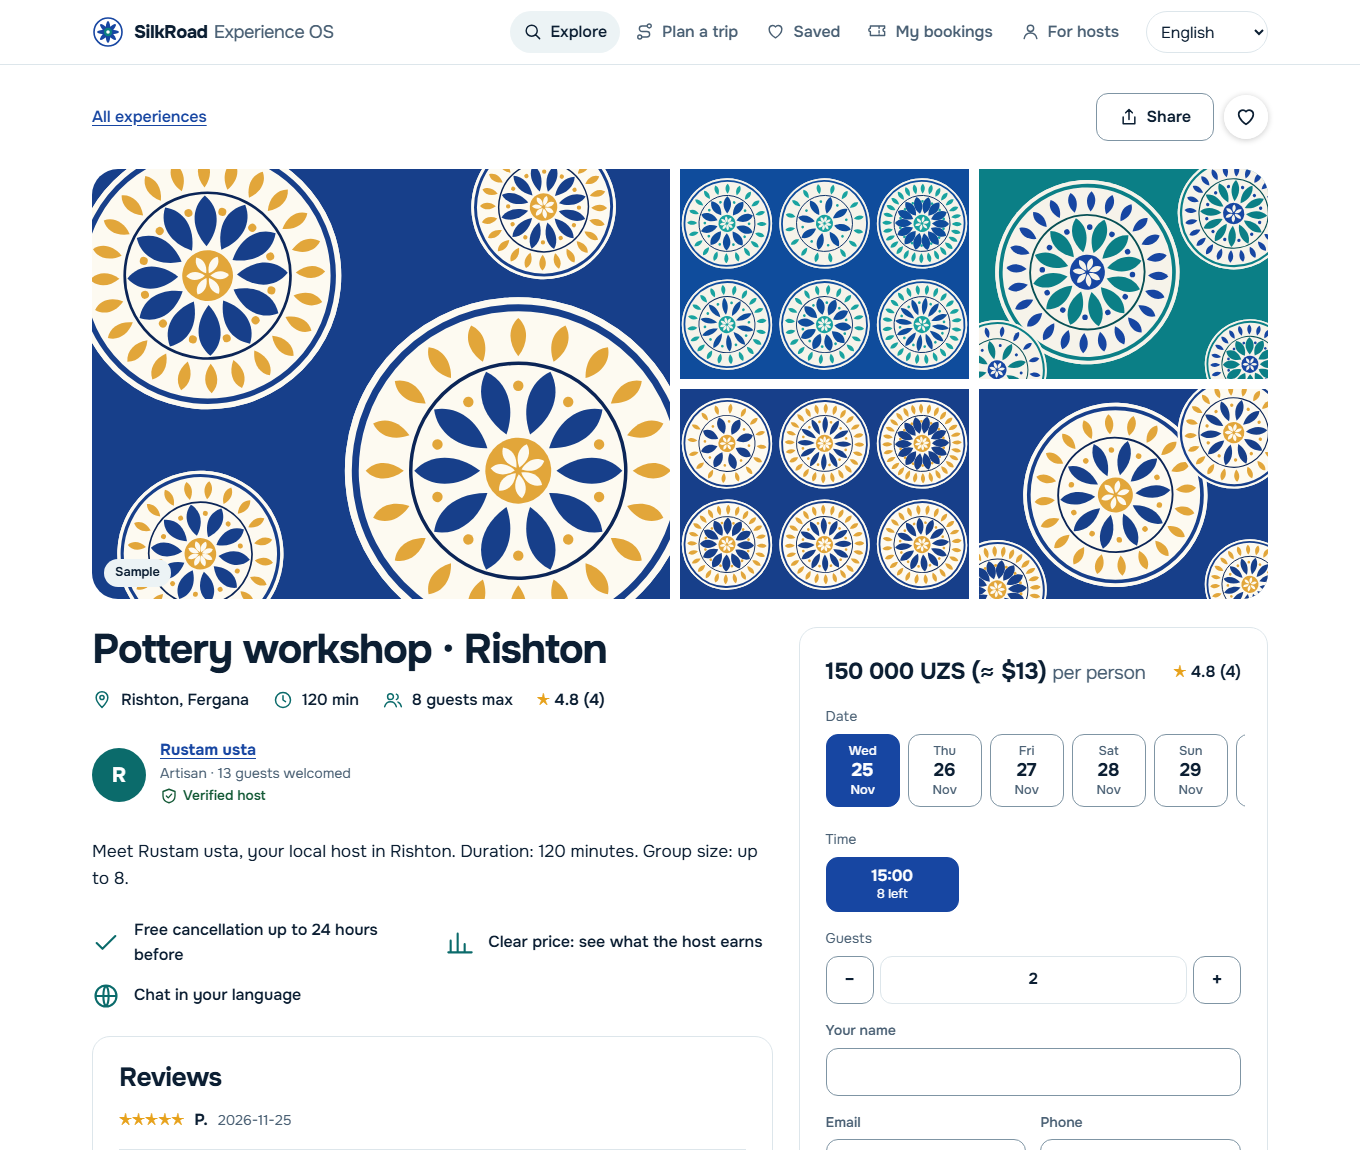 SilkRoad Experience OS
Explore
Plan a trip
Saved
My bookings
For hosts
English
All experiences
Share
Sample
Pottery workshop · Rishton
Rishton, Fergana
120 min
8 guests max
★ 4.8 (4)
R
Rustam usta
Artisan · 13 guests welcomed
Verified host
Meet Rustam usta, your local host in Rishton. Duration: 120 minutes. Group size: up
to 8.
Free cancellation up to 24 hours
before
Clear price: see what the host earns
Chat in your language
Reviews
★★★★★ P. 2026-11-25
150 000 UZS (≈ $13) per person
★ 4.8 (4)
Date
Wed
25
Nov
Thu
26
Nov
Fri
27
Nov
Sat
28
Nov
Sun
29
Nov
Time
15:00
8 left
Guests
−
2
+
Your name
Email
Phone